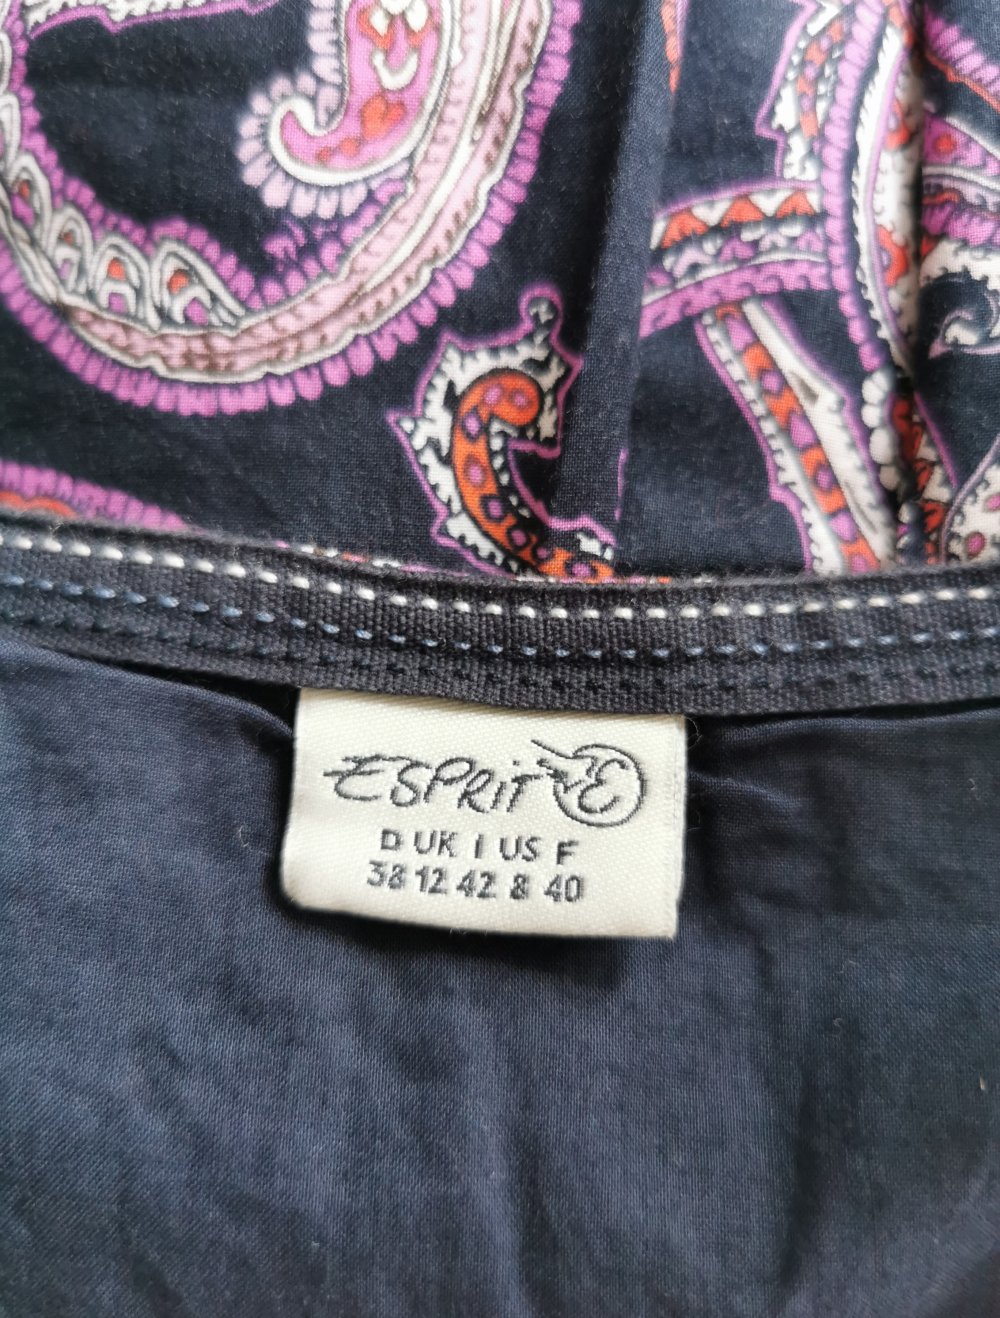 ESPRIT E
D UK I US F
38 12 42 8 40